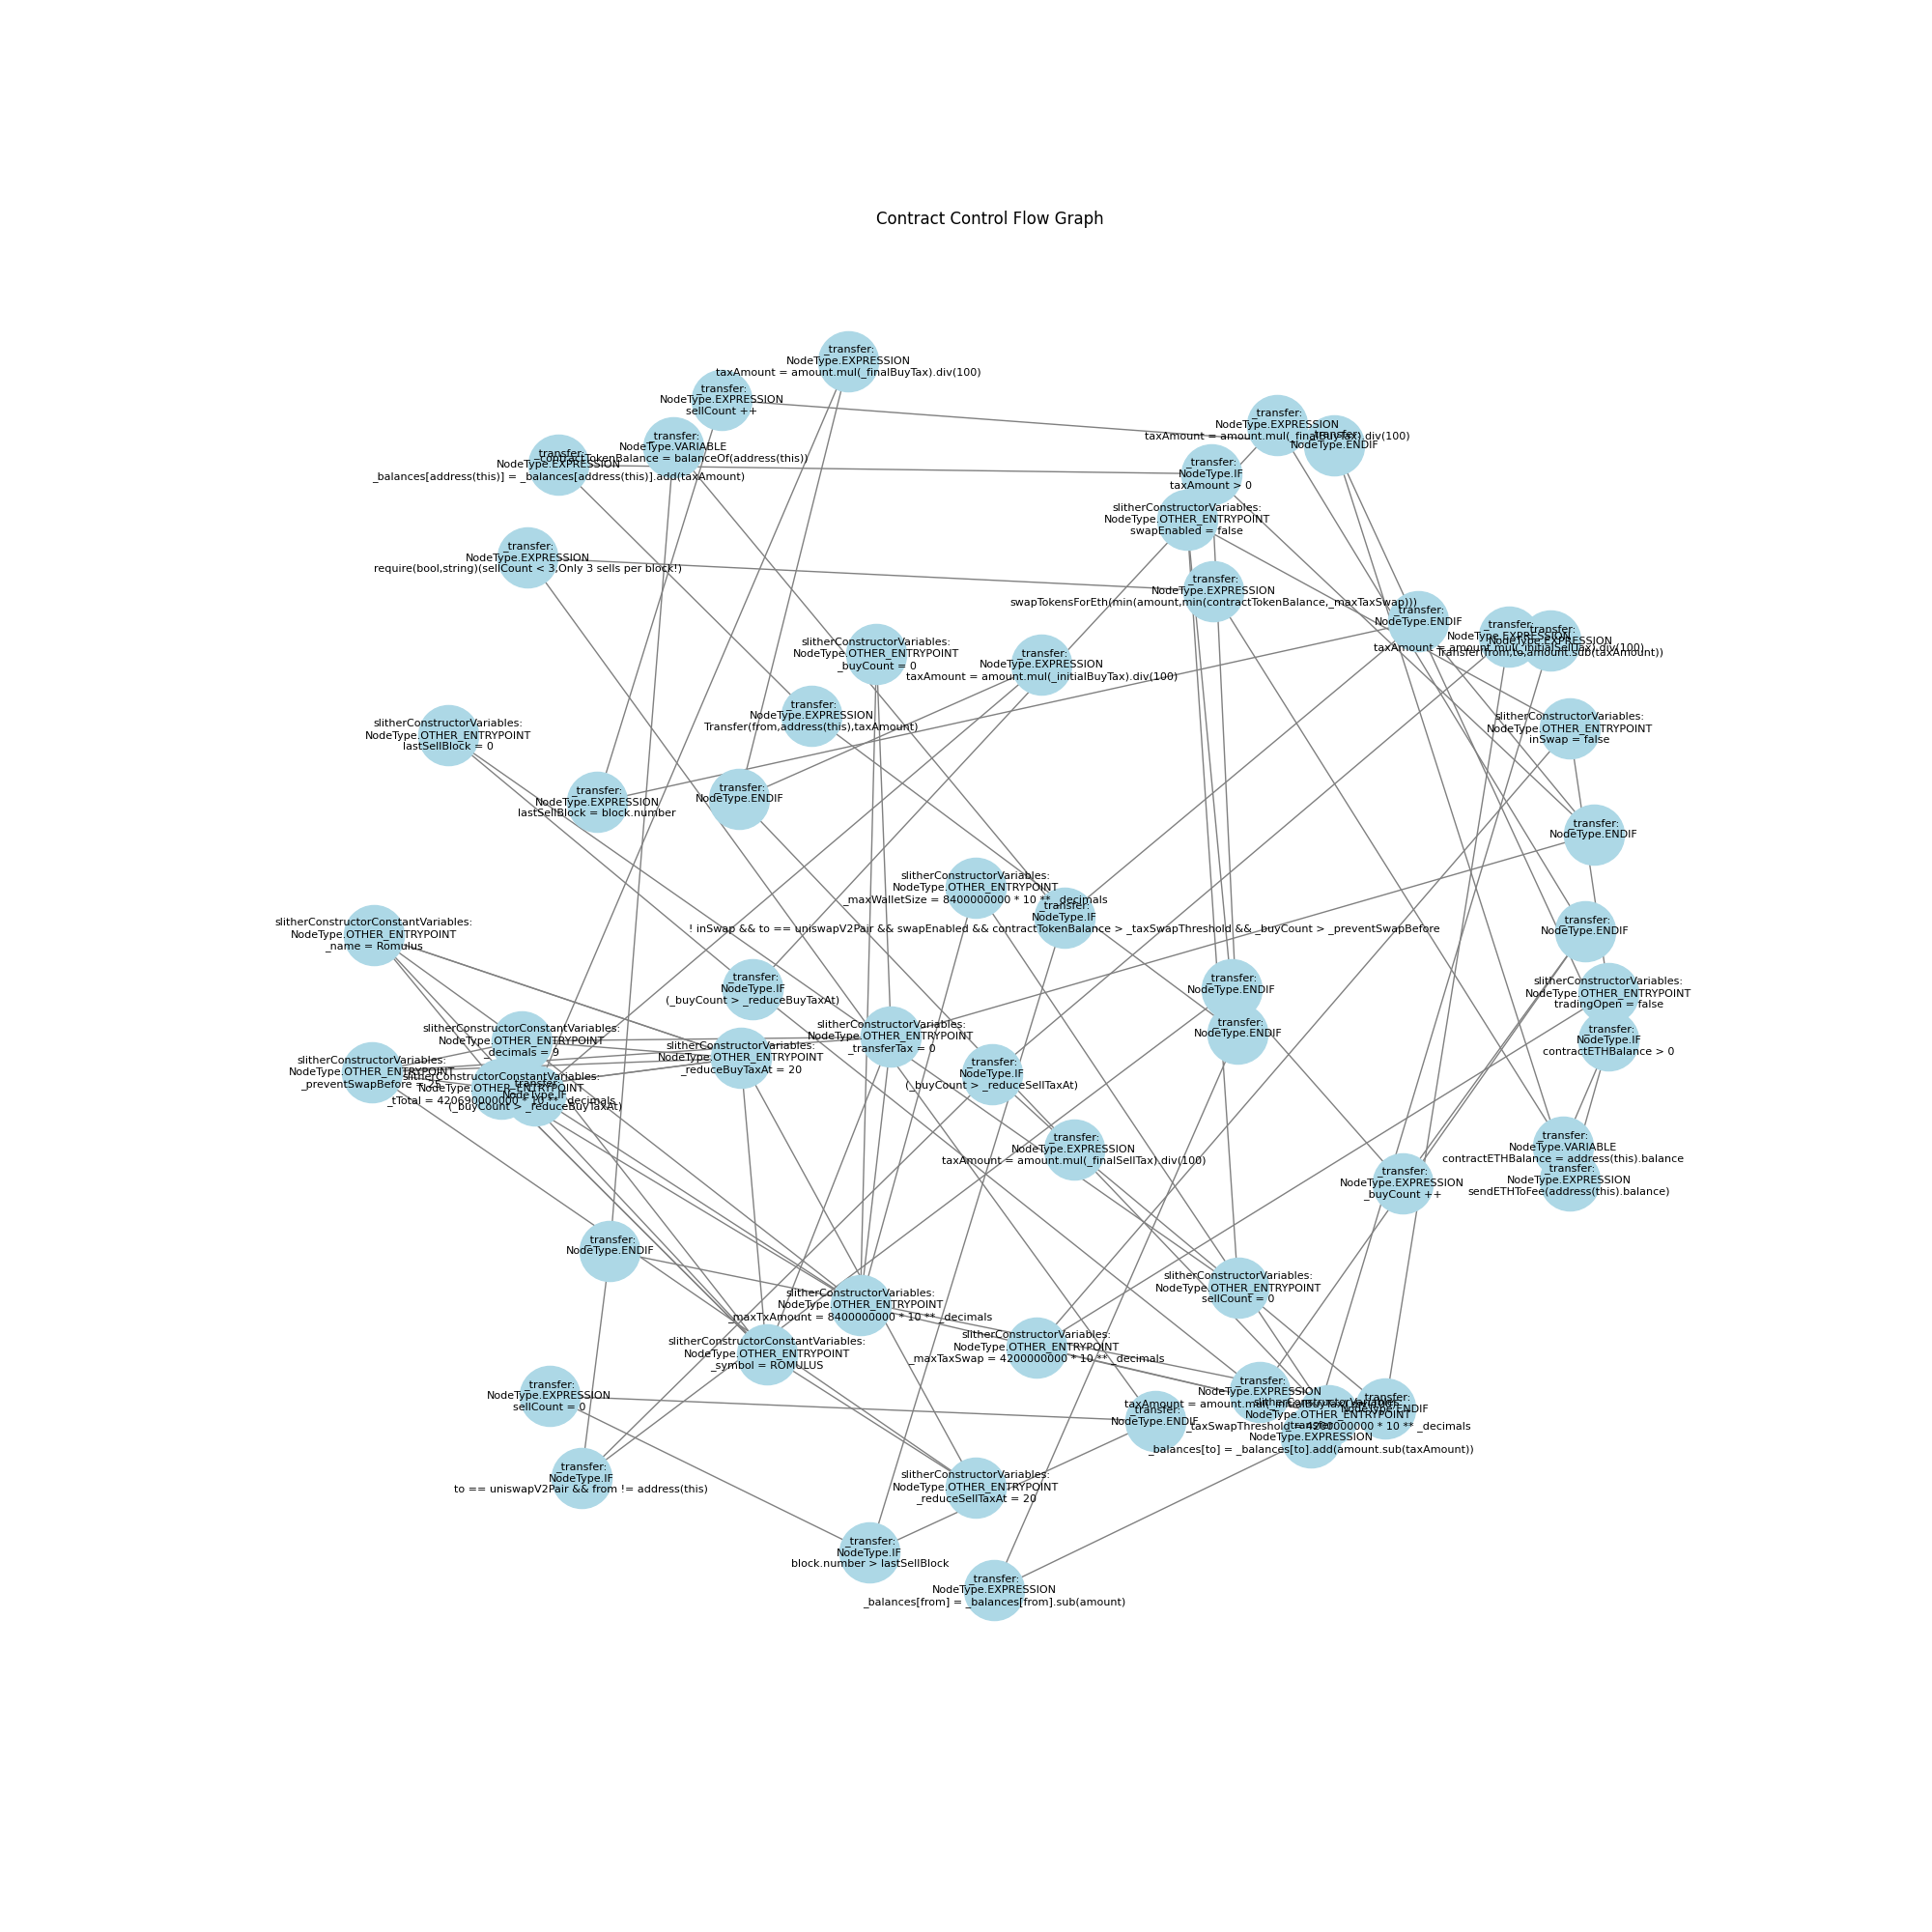 Contract Control Flow Graph
_transfer:
NodeType.EXPRESSION
taxAmount = amount.mul(_finalBuyTax).div(100)
_transfer:
NodeType.EXPRESSION
sellCount ++
_transfer:
NodeType.EXPRESSION
taxAmount = amount.mul(_finalBuyTax).div(100)
_transfer:
NodeType.ENDIF
_transfer:
NodeType.VARIABLE
contractTokenBalance = balanceOf(address(this))
_transfer:
NodeType.EXPRESSION
_balances[address(this)] = _balances[address(this)].add(taxAmount)
_transfer:
NodeType.IF
taxAmount > 0
slitherConstructorVariables:
NodeType.OTHER_ENTRYPOINT
swapEnabled = false
_transfer:
NodeType.EXPRESSION
require(bool,string)(sellCount < 3,Only 3 sells per block!)
_transfer:
NodeType.EXPRESSION
swapTokensForEth(min(amount,min(contractTokenBalance,_maxTaxSwap)))
_transfer:
NodeType.ENDIF
_transfer:
NodeType.EXPRESSION
taxAmount = amount.mul(_initialSellTax).div(100)
_transfer:
NodeType.EXPRESSION
Transfer(from,to,amount.sub(taxAmount))
slitherConstructorVariables:
NodeType.OTHER_ENTRYPOINT
_buyCount = 0
_transfer:
NodeType.EXPRESSION
taxAmount = amount.mul(_initialBuyTax).div(100)
_transfer:
NodeType.EXPRESSION
Transfer(from,address(this),taxAmount)
slitherConstructorVariables:
NodeType.OTHER_ENTRYPOINT
lastSellBlock = 0
slitherConstructorVariables:
NodeType.OTHER_ENTRYPOINT
inSwap = false
_transfer:
NodeType.EXPRESSION
lastSellBlock = block.number
_transfer:
NodeType.ENDIF
_transfer:
NodeType.ENDIF
slitherConstructorVariables:
NodeType.OTHER_ENTRYPOINT
_maxWalletSize = 8400000000 * 10 ** _decimals
_transfer:
NodeType.IF
! inSwap && to == uniswapV2Pair && swapEnabled && contractTokenBalance > _taxSwapThreshold && _buyCount > _preventSwapBefore
slitherConstructorConstantVariables:
NodeType.OTHER_ENTRYPOINT
_name = Romulus
_transfer:
NodeType.ENDIF
_transfer:
NodeType.IF
(_buyCount > _reduceBuyTaxAt)
_transfer:
NodeType.ENDIF
slitherConstructorVariables:
NodeType.OTHER_ENTRYPOINT
tradingOpen = false
slitherConstructorConstantVariables:
NodeType.OTHER_ENTRYPOINT
_decimals = 9
slitherConstructorVariables:
NodeType.OTHER_ENTRYPOINT
_transferTax = 0
_transfer:
NodeType.ENDIF
_transfer:
NodeType.IF
contractETHBalance > 0
slitherConstructorVariables:
NodeType.OTHER_ENTRYPOINT
_reduceBuyTaxAt = 20
slitherConstructorVariables:
NodeType.OTHER_ENTRYPOINT
_preventSwapBefore = 25
slitherConstructorConstantVariables:
NodeType.OTHER_ENTRYPOINT
_tTotal = 420690000000 * 10 ** _decimals
_transfer:
NodeType.IF
(_buyCount > _reduceBuyTaxAt)
_transfer:
NodeType.IF
(_buyCount > _reduceSellTaxAt)
_transfer:
NodeType.EXPRESSION
taxAmount = amount.mul(_finalSellTax).div(100)
_transfer:
NodeType.VARIABLE
contractETHBalance = address(this).balance
_transfer:
NodeType.EXPRESSION
sendETHToFee(address(this).balance)
_transfer:
NodeType.EXPRESSION
_buyCount ++
_transfer:
NodeType.ENDIF
slitherConstructorVariables:
NodeType.OTHER_ENTRYPOINT
sellCount = 0
slitherConstructorVariables:
NodeType.OTHER_ENTRYPOINT
_maxTxAmount = 8400000000 * 10 ** _decimals
slitherConstructorVariables:
NodeType.OTHER_ENTRYPOINT
_maxTaxSwap = 4200000000 * 10 ** _decimals
slitherConstructorConstantVariables:
NodeType.OTHER_ENTRYPOINT
_symbol = ROMULUS
_transfer:
NodeType.EXPRESSION
sellCount = 0
_transfer:
NodeType.EXPRESSION
taxAmount = amount.mul(_initialBuyTax).div(100)
slitherConstructorVariables:
NodeType.OTHER_ENTRYPOINT
_taxSwapThreshold = 4200000000 * 10 ** _decimals
_transfer:
NodeType.ENDIF
_transfer:
NodeType.ENDIF
_transfer:
NodeType.EXPRESSION
_balances[to] = _balances[to].add(amount.sub(taxAmount))
_transfer:
NodeType.IF
to == uniswapV2Pair && from != address(this)
slitherConstructorVariables:
NodeType.OTHER_ENTRYPOINT
_reduceSellTaxAt = 20
_transfer:
NodeType.IF
block.number > lastSellBlock
_transfer:
NodeType.EXPRESSION
_balances[from] = _balances[from].sub(amount)